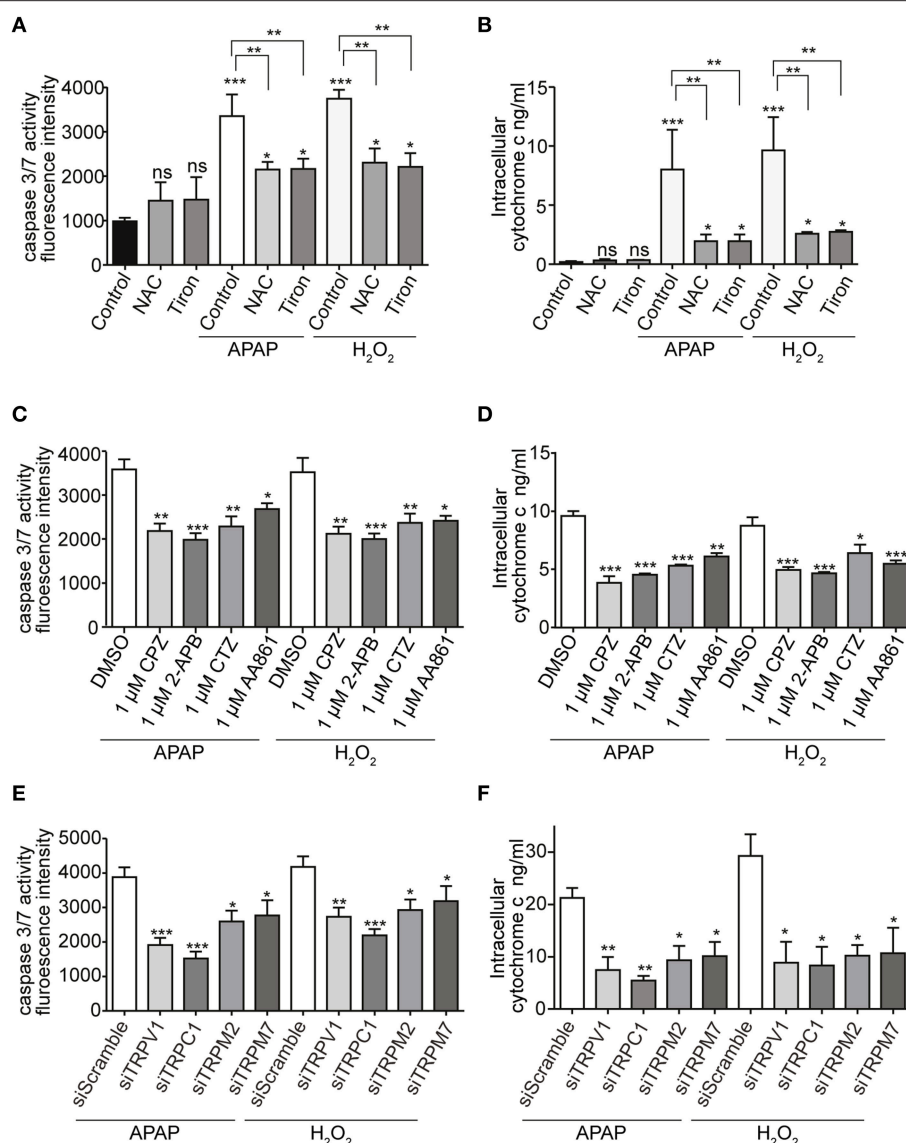 A
caspase 3/7 activity
fluorescence intensity
4000
3000
2000
1000
0
***
ns
ns
*
*
**
**
***
*
*
**
**
Control
NAC
Tiron
Control
NAC
Tiron
Control
NAC
Tiron
APAP
H2O2
B
Intracellular
cytochrome c ng/ml
15
10
5
0
ns
ns
***
*
*
**
**
***
*
*
**
**
Control
NAC
Tiron
Control
NAC
Tiron
Control
NAC
Tiron
APAP
H2O2
C
caspase 3/7 activity
fluroescence intensity
4000
3000
2000
1000
0
**
***
**
*
**
***
**
*
DMSO
1 µM CPZ
1 µM 2-APB
1 µM CTZ
1 µM AA861
DMSO
1 µM CPZ
1 µM 2-APB
1 µM CTZ
1 µM AA861
APAP
H2O2
D
Intracellular
cytochrome c ng/ml
15
10
5
0
***
***
***
**
***
***
*
***
DMSO
1 µM CPZ
1 µM 2-APB
1 µM CTZ
1 µM AA861
DMSO
1 µM CPZ
1 µM 2-APB
1 µM CTZ
1 µM AA861
APAP
H2O2
E
caspase 3/7 activity
fluroescence intensity
5000
4000
3000
2000
1000
0
***
***
*
*
**
***
*
*
siScramble
siTRPV1
siTRPC1
siTRPM2
siTRPM7
siScramble
siTRPV1
siTRPC1
siTRPM2
siTRPM7
APAP
H2O2
F
Intracellular
cytochrome c ng/ml
30
20
10
0
**
**
*
*
*
*
*
*
siScramble
siTRPV1
siTRPC1
siTRPM2
siTRPM7
siScramble
siTRPV1
siTRPC1
siTRPM2
siTRPM7
APAP
H2O2